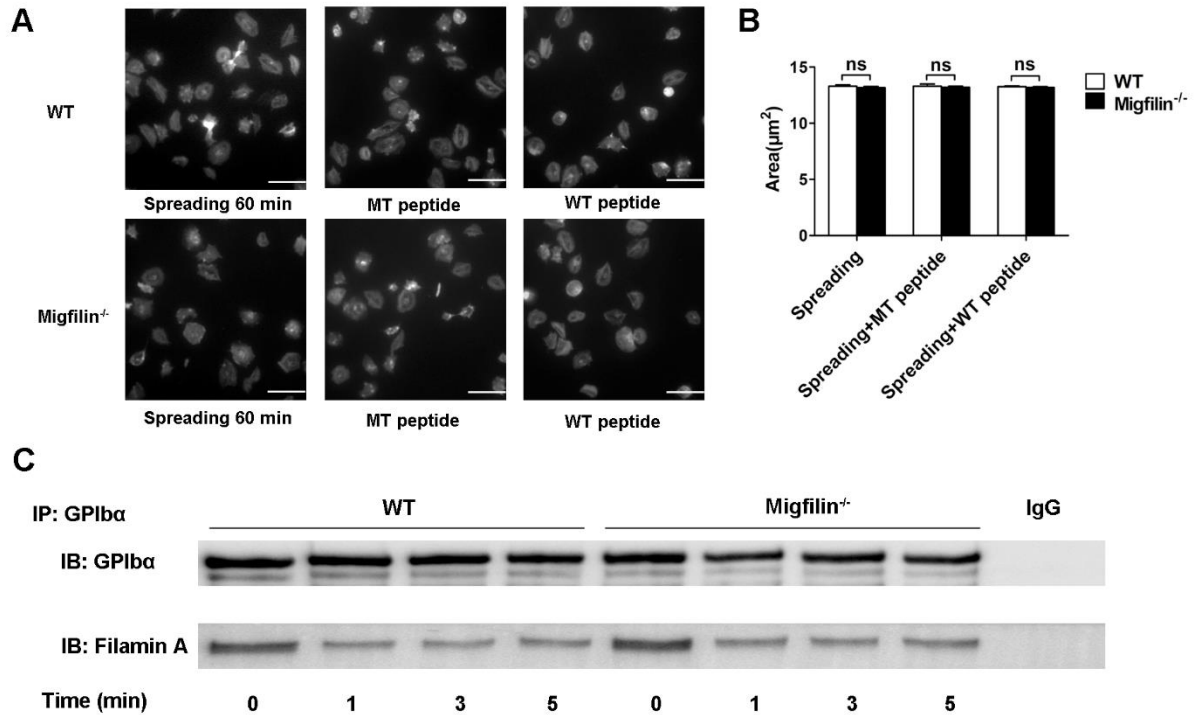 A
WT
Spreading 60 min
MT peptide
WT peptide
Migfilin-/-
Spreading 60 min
MT peptide
WT peptide
B
ns
ns
ns
WT
Migfilin-/-
Area(µm2)
15
10
5
0
Spreading
Spreading+MT peptide
Spreading+WT peptide
C
IP: GPIbα
WT
Migfilin-/-
IgG
IB: GPIbα
IB: Filamin A
Time (min) 0 1 3 5 0 1 3 5